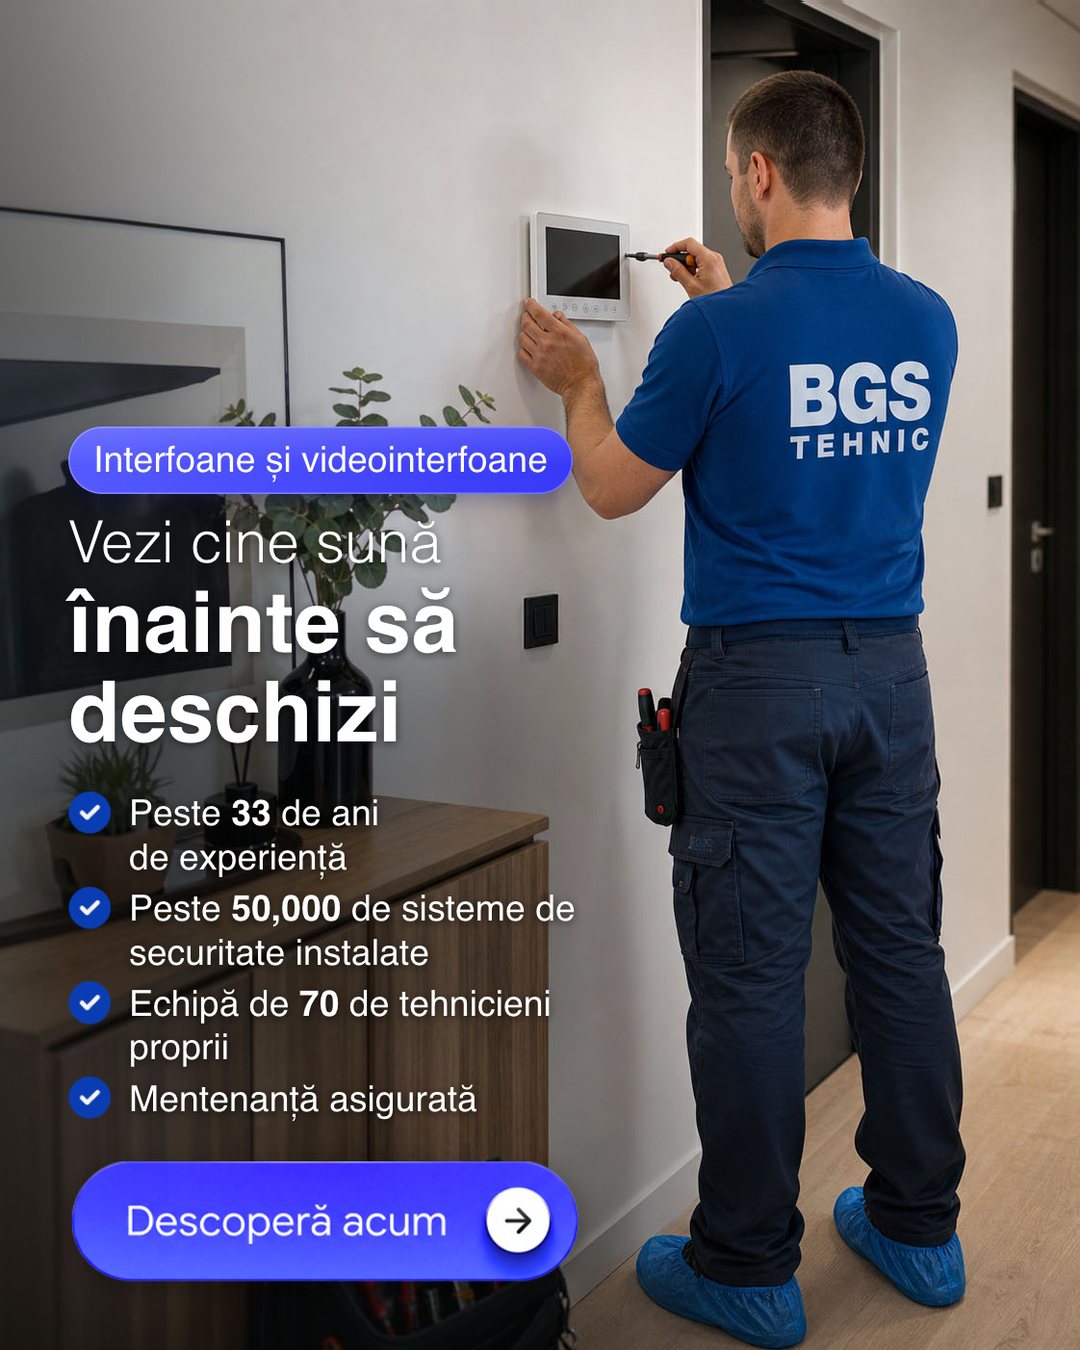 BGS
TEHNIC
Interfoane și videointerfoane
Vezi cine sună
înainte să
deschizi
Peste 33 de ani
de experiență
Peste 50,000 de sisteme de
securitate instalate
Echipă de 70 de tehnicieni
proprii
Mentenanță asigurată
Descoperă acum